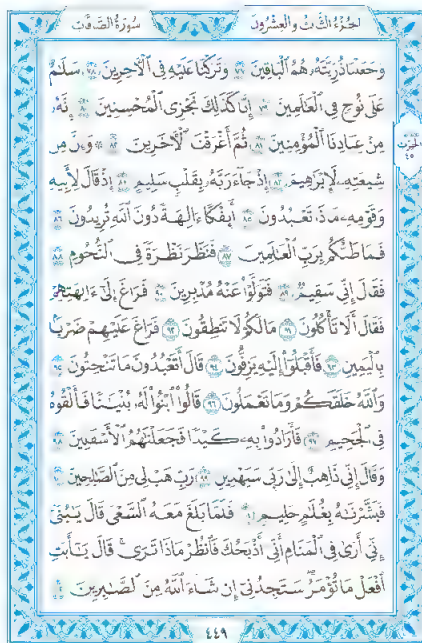 الجزء الثالث والعشرون سورة الصافات
وَجَعَلْنَا ذُرِّيَّتَهُۥ هُمُ ٱلْبَاقِينَ ٧٧ وَتَرَكْنَا عَلَيْهِ فِى ٱلْـَٔاخِرِينَ ٧٨ سَلَـٰمٌ
عَلَىٰ نُوحٍ فِى ٱلْعَـٰلَمِينَ ٧٩ إِنَّا كَذَٰلِكَ نَجْزِى ٱلْمُحْسِنِينَ ٨٠ إِنَّهُۥ
مِنْ عِبَادِنَا ٱلْمُؤْمِنِينَ ٨١ ثُمَّ أَغْرَقْنَا ٱلْـَٔاخَرِينَ ٨٢ وَإِنَّ مِن
شِيعَتِهِۦ لَإِبْرَٰهِيمَ ٨٣ إِذْ جَآءَ رَبَّهُۥ بِقَلْبٍ سَلِيمٍ ٨٤ إِذْ قَالَ لِأَبِيهِ
وَقَوْمِهِۦ مَاذَا تَعْبُدُونَ ٨٥ أَئِفْكًا ءَالِهَةً دُونَ ٱللَّهِ تُرِيدُونَ ٨٦
فَمَا ظَنُّكُم بِرَبِّ ٱلْعَـٰلَمِينَ ٨٧ فَنَظَرَ نَظْرَةً فِى ٱلنُّجُومِ ٨٨
فَقَالَ إِنِّى سَقِيمٌ ٨٩ فَتَوَلَّوْا۟ عَنْهُ مُدْبِرِينَ ٩٠ فَرَاغَ إِلَىٰٓ ءَالِهَتِهِمْ
فَقَالَ أَلَا تَأْكُلُونَ ٩١ مَا لَكُمْ لَا تَنطِقُونَ ٩٢ فَرَاغَ عَلَيْهِمْ ضَرْبًۢا
بِٱلْيَمِينِ ٩٣ فَأَقْبَلُوٓا۟ إِلَيْهِ يَزِفُّونَ ٩٤ قَالَ أَتَعْبُدُونَ مَا تَنْحِتُونَ ٩٥
وَٱللَّهُ خَلَقَكُمْ وَمَا تَعْمَلُونَ ٩٦ قَالُوا۟ ٱبْنُوا۟ لَهُۥ بُنْيَـٰنًا فَأَلْقُوهُ
فِى ٱلْجَحِيمِ ٩٧ فَأَرَادُوا۟ بِهِۦ كَيْدًا فَجَعَلْنَـٰهُمُ ٱلْأَسْفَلِينَ ٩٨
وَقَالَ إِنِّى ذَاهِبٌ إِلَىٰ رَبِّى سَيَهْدِينِ ٩٩ رَبِّ هَبْ لِى مِنَ ٱلصَّـٰلِحِينَ ١٠٠
فَبَشَّرْنَـٰهُ بِغُلَـٰمٍ حَلِيمٍ ١٠١ فَلَمَّا بَلَغَ مَعَهُ ٱلسَّعْىَ قَالَ يَـٰبُنَىَّ
إِنِّىٓ أَرَىٰ فِى ٱلْمَنَامِ أَنِّىٓ أَذْبَحُكَ فَٱنظُرْ مَاذَا تَرَىٰ قَالَ يَـٰٓأَبَتِ
ٱفْعَلْ مَا تُؤْمَرُ سَتَجِدُنِىٓ إِن شَآءَ ٱللَّهُ مِنَ ٱلصَّـٰبِرِينَ ١٠٢
الحزب
٤٥
٤٤٩